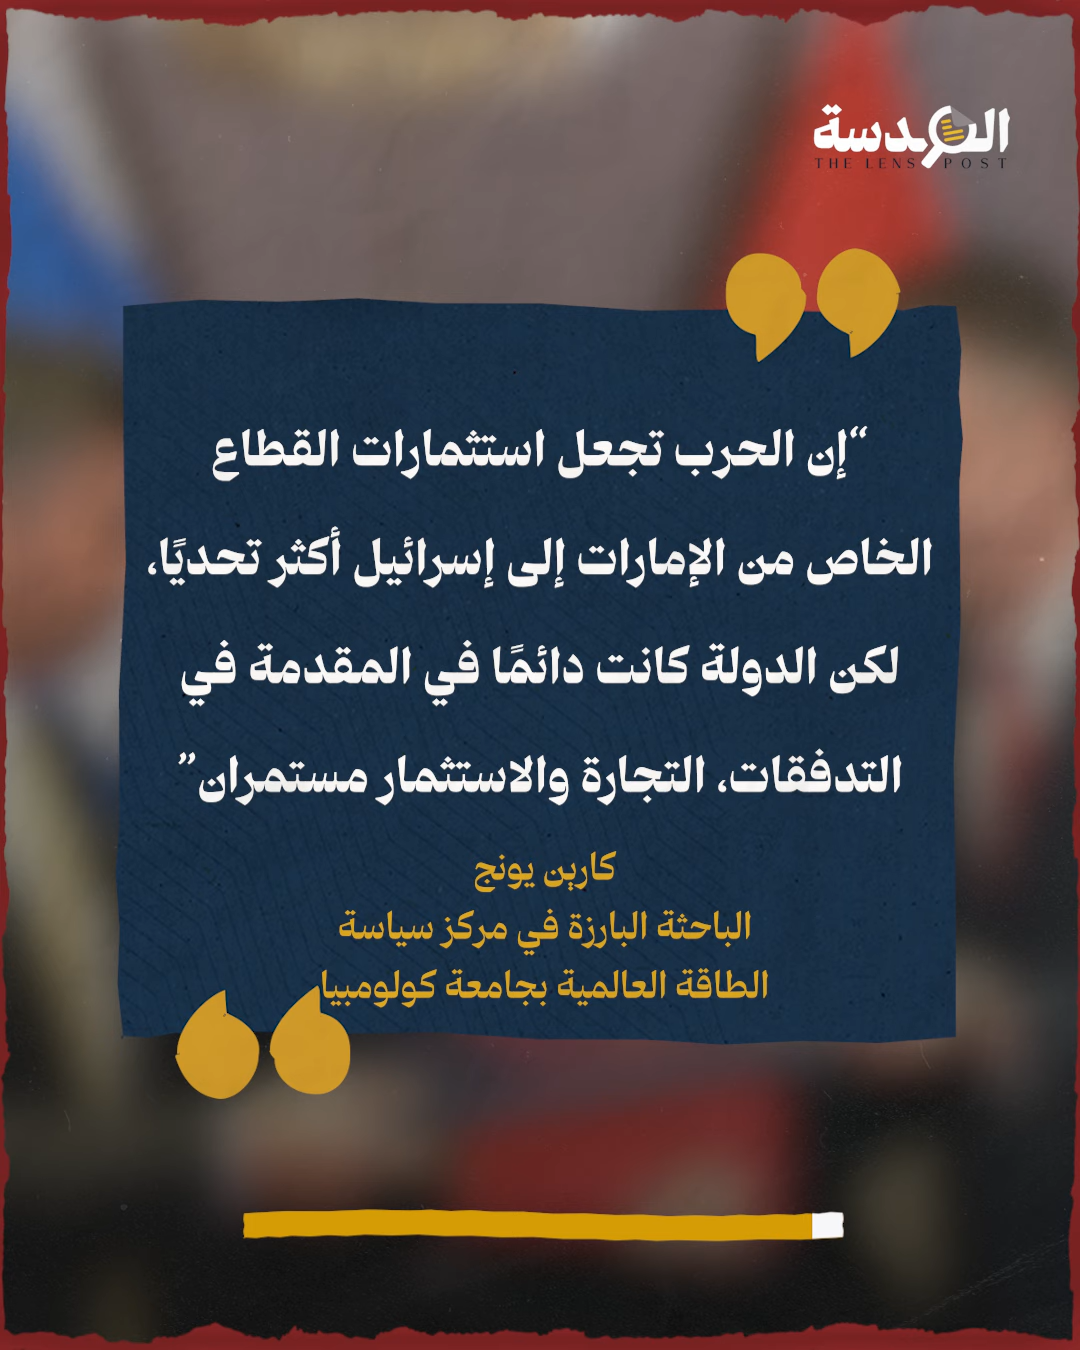 العدسة
THE LENS POST
“إن الحرب تجعل استثمارات القطاع
الخاص من الإمارات إلى إسرائيل أكثر تحديًا،
لكن الدولة كانت دائمًا في المقدمة في
التدفقات، التجارة والاستثمار مستمران”
كارين يونج
الباحثة البارزة في مركز سياسة
الطاقة العالمية بجامعة كولومبيا